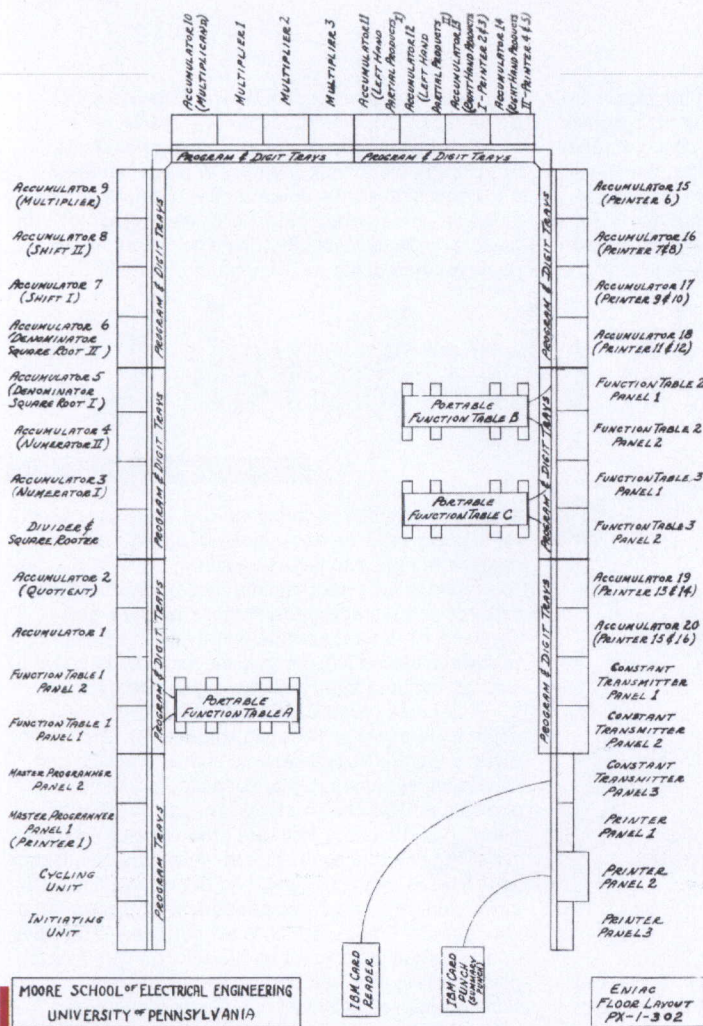 ACCUMULATOR 10
(MULTIPLICAND)
MULTIPLIER 1
MULTIPLIER 2
MULTIPLIER 3
ACCUMULATOR 11
(LEFT HAND
PARTIAL PRODUCTS I)
ACCUMULATOR 12
(LEFT HAND
PARTIAL PRODUCTS II)
ACCUMULATOR 13
(RIGHT HAND PRODUCTS
I - PRINTER 2 & 3)
ACCUMULATOR 14
(RIGHT HAND PRODUCTS
II - PRINTER 4 & 5)
PROGRAM & DIGIT TRAYS
PROGRAM & DIGIT TRAYS
ACCUMULATOR 9
(MULTIPLIER)
ACCUMULATOR 8
(SHIFT II)
ACCUMULATOR 7
(SHIFT I)
ACCUMULATOR 6
(DENOMINATOR
SQUARE ROOT II)
ACCUMULATOR 5
(DENOMINATOR
SQUARE ROOT I)
ACCUMULATOR 4
(NUMERATOR II)
ACCUMULATOR 3
(NUMERATOR I)
DIVIDER &
SQUARE ROOTER
ACCUMULATOR 2
(QUOTIENT)
ACCUMULATOR 1
FUNCTION TABLE 1
PANEL 2
FUNCTION TABLE 1
PANEL 1
MASTER PROGRAMMER
PANEL 2
MASTER PROGRAMMER
PANEL 1
(PRINTER 1)
CYCLING
UNIT
INITIATING
UNIT
PROGRAM & DIGIT TRAYS
PROGRAM & DIGIT TRAYS
PROGRAM & DIGIT TRAYS
PROGRAM TRAYS
PORTABLE
FUNCTION TABLE A
PORTABLE
FUNCTION TABLE B
PORTABLE
FUNCTION TABLE C
PROGRAM & DIGIT TRAYS
PROGRAM & DIGIT TRAYS
PROGRAM & DIGIT TRAYS
ACCUMULATOR 15
(PRINTER 6)
ACCUMULATOR 16
(PRINTER 7 & 8)
ACCUMULATOR 17
(PRINTER 9 & 10)
ACCUMULATOR 18
(PRINTER 11 & 12)
FUNCTION TABLE 2
PANEL 1
FUNCTION TABLE 2
PANEL 2
FUNCTION TABLE 3
PANEL 1
FUNCTION TABLE 3
PANEL 2
ACCUMULATOR 19
(PRINTER 13 & 14)
ACCUMULATOR 20
(PRINTER 15 & 16)
CONSTANT
TRANSMITTER
PANEL 1
CONSTANT
TRANSMITTER
PANEL 2
CONSTANT
TRANSMITTER
PANEL 3
PRINTER
PANEL 1
PRINTER
PANEL 2
PRINTER
PANEL 3
IBM CARD
READER
IBM CARD
PUNCH
(SUMMARY
PUNCH)
MOORE SCHOOL OF ELECTRICAL ENGINEERING
UNIVERSITY OF PENNSYLVANIA
ENIAC
FLOOR LAYOUT
PX-1-302